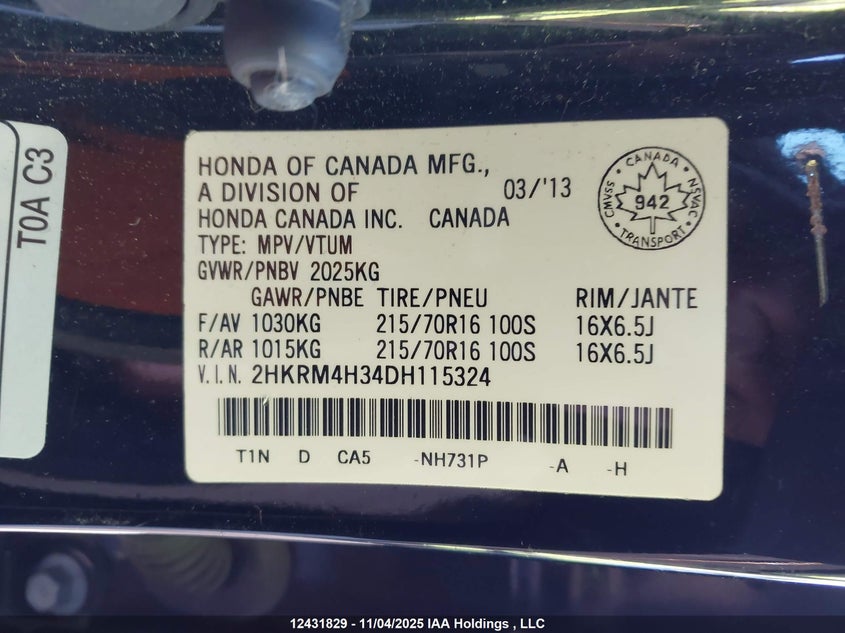 T0A C3
HONDA OF CANADA MFG.,
A DIVISION OF 03/'13
HONDA CANADA INC. CANADA
CANADA
CMVSS 942 NSVAC
TRANSPORT
TYPE: MPV/VTUM
GVWR/PNBV 2025KG
GAWR/PNBE TIRE/PNEU RIM/JANTE
F/AV 1030KG 215/70R16 100S 16X6.5J
R/AR 1015KG 215/70R16 100S 16X6.5J
V.I.N. 2HKRM4H34DH115324
T1N D CA5 -NH731P -A -H
12431829 - 11/04/2025 IAA Holdings , LLC